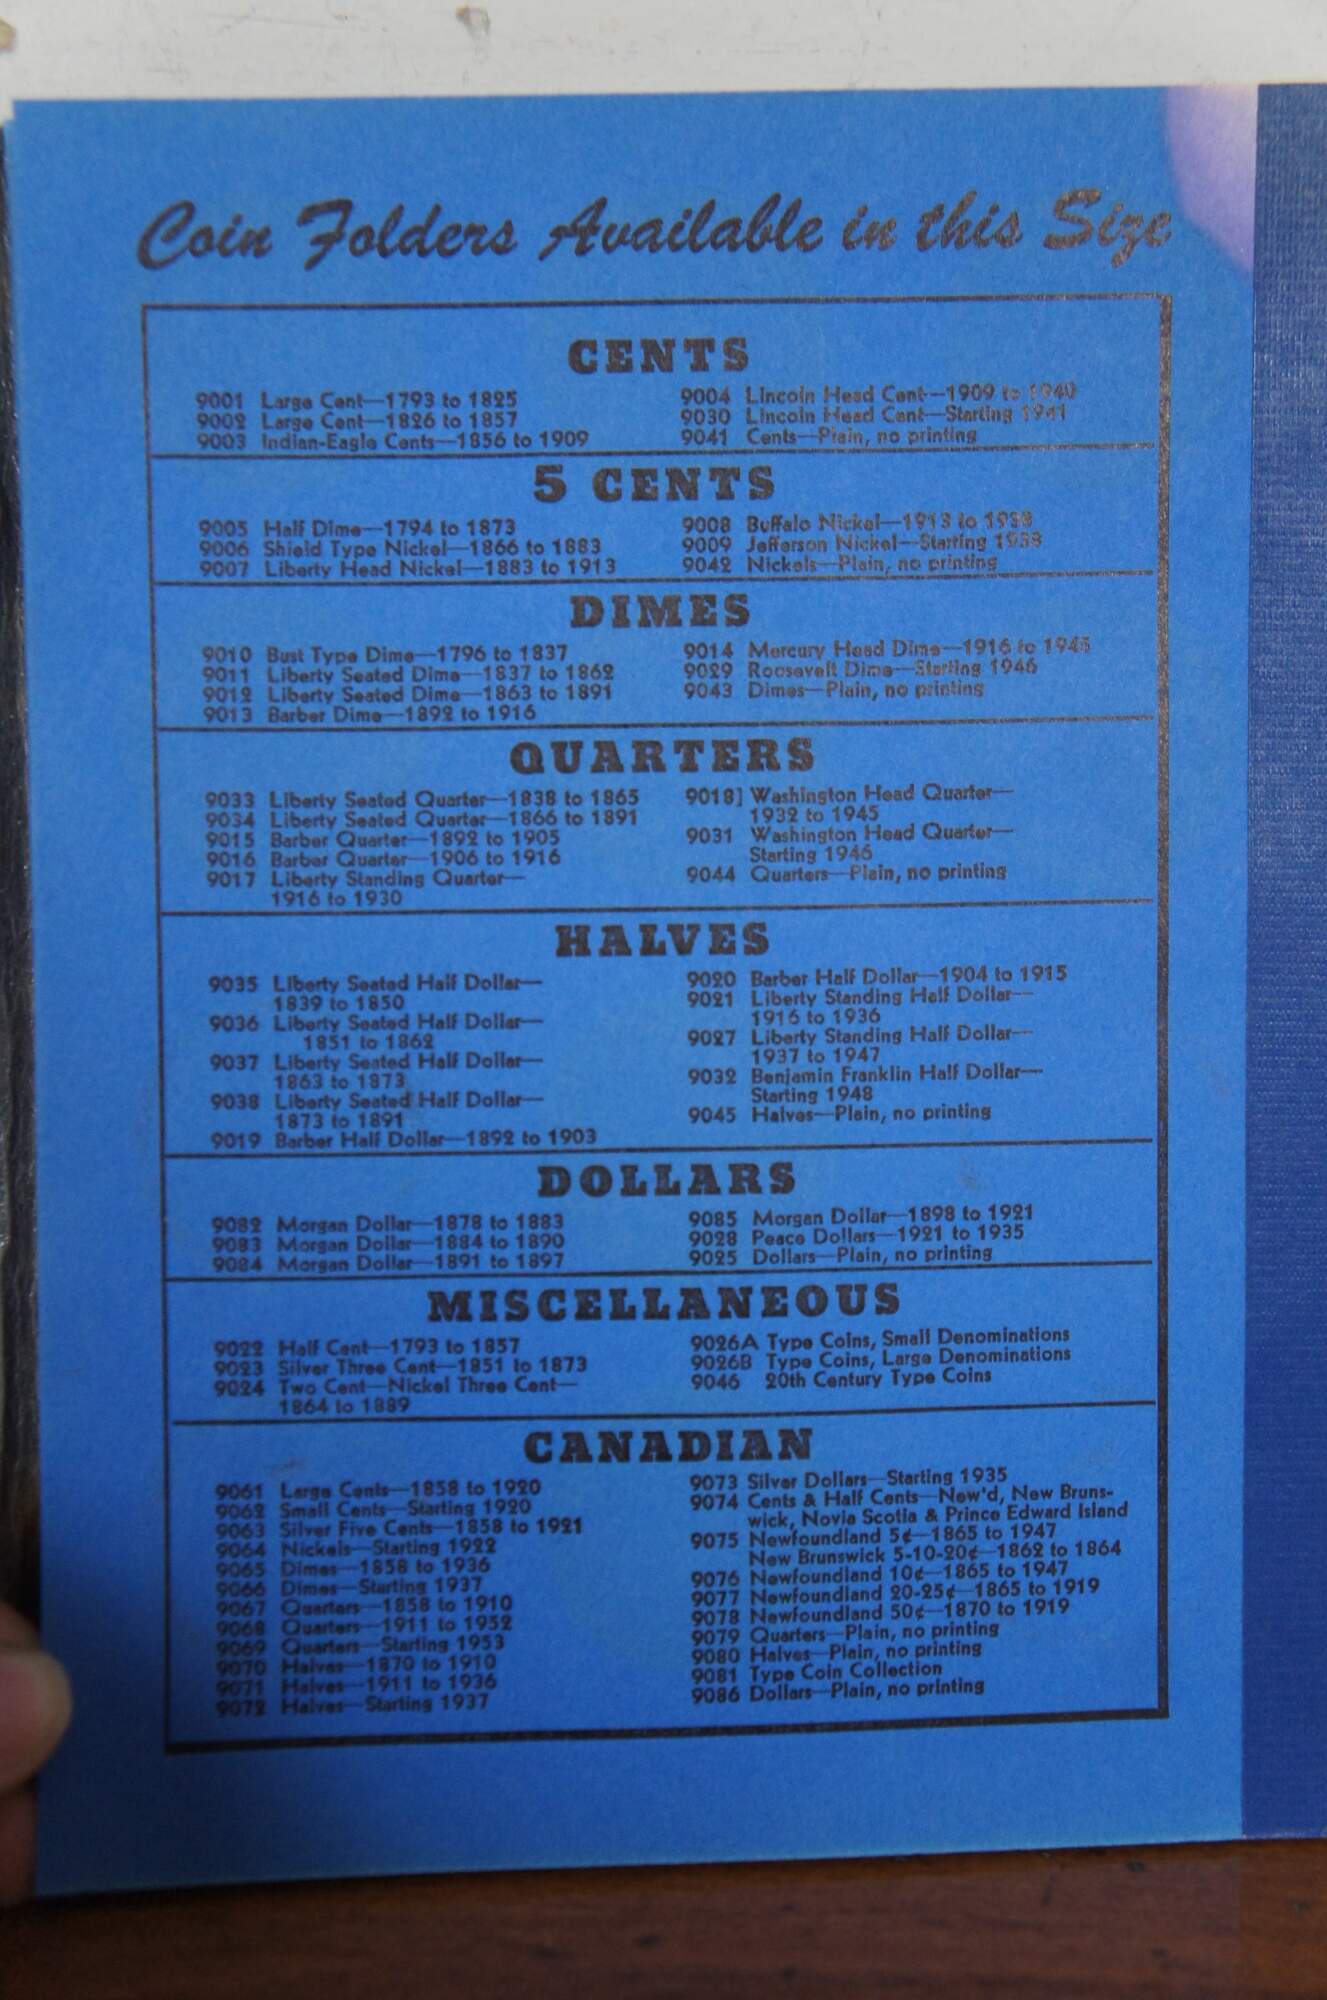 Coin Folders Available in this Size
CENTS
9001 Large Cent—1793 to 1825
9002 Large Cent—1826 to 1857
9003 Indian-Eagle Cents—1856 to 1909
9004 Lincoln Head Cent—1909 to 1940
9030 Lincoln Head Cent—Starting 1941
9041 Cents—Plain, no printing
5 CENTS
9005 Half Dime—1794 to 1873
9006 Shield Type Nickel—1866 to 1883
9007 Liberty Head Nickel—1883 to 1913
9008 Buffalo Nickel—1913 to 1938
9009 Jefferson Nickel—Starting 1938
9042 Nickels—Plain, no printing
DIMES
9010 Bust Type Dime—1796 to 1837
9011 Liberty Seated Dime—1837 to 1862
9012 Liberty Seated Dime—1863 to 1891
9013 Barber Dime—1892 to 1916
9014 Mercury Head Dime—1916 to 1945
9029 Roosevelt Dime—Starting 1946
9043 Dimes—Plain, no printing
QUARTERS
9033 Liberty Seated Quarter—1838 to 1865
9034 Liberty Seated Quarter—1866 to 1891
9015 Barber Quarter—1892 to 1905
9016 Barber Quarter—1906 to 1916
9017 Liberty Standing Quarter—
1916 to 1930
9018] Washington Head Quarter—
1932 to 1945
9031 Washington Head Quarter—
Starting 1946
9044 Quarters—Plain, no printing
HALVES
9035 Liberty Seated Half Dollar—
1839 to 1850
9036 Liberty Seated Half Dollar—
1851 to 1862
9037 Liberty Seated Half Dollar—
1863 to 1873
9038 Liberty Seated Half Dollar—
1873 to 1891
9019 Barber Half Dollar—1892 to 1903
9020 Barber Half Dollar—1904 to 1915
9021 Liberty Standing Half Dollar—
1916 to 1936
9027 Liberty Standing Half Dollar—
1937 to 1947
9032 Benjamin Franklin Half Dollar—
Starting 1948
9045 Halves—Plain, no printing
DOLLARS
9082 Morgan Dollar—1878 to 1883
9083 Morgan Dollar—1884 to 1890
9084 Morgan Dollar—1891 to 1897
9085 Morgan Dollar—1898 to 1921
9028 Peace Dollars—1921 to 1935
9025 Dollars—Plain, no printing
MISCELLANEOUS
9022 Half Cent—1793 to 1857
9023 Silver Three Cent—1851 to 1873
9024 Two Cent—Nickel Three Cent—
1864 to 1889
9026A Type Coins, Small Denominations
9026B Type Coins, Large Denominations
9046 20th Century Type Coins
CANADIAN
9061 Large Cents—1858 to 1920
9062 Small Cents—Starting 1920
9063 Silver Five Cents—1858 to 1921
9064 Nickels—Starting 1922
9065 Dimes—1858 to 1936
9066 Dimes—Starting 1937
9067 Quarters—1858 to 1910
9068 Quarters—1911 to 1952
9069 Quarters—Starting 1953
9070 Halves—1870 to 1910
9071 Halves—1911 to 1936
9072 Halves—Starting 1937
9073 Silver Dollars—Starting 1935
9074 Cents & Half Cents—New'd, New Bruns-
wick, Novia Scotia & Prince Edward Island
9075 Newfoundland 5¢—1865 to 1947
New Brunswick 5-10-20¢—1862 to 1864
9076 Newfoundland 10¢—1865 to 1947
9077 Newfoundland 20-25¢—1865 to 1919
9078 Newfoundland 50¢—1870 to 1919
9079 Quarters—Plain, no printing
9080 Halves—Plain, no printing
9081 Type Coin Collection
9086 Dollars—Plain, no printing